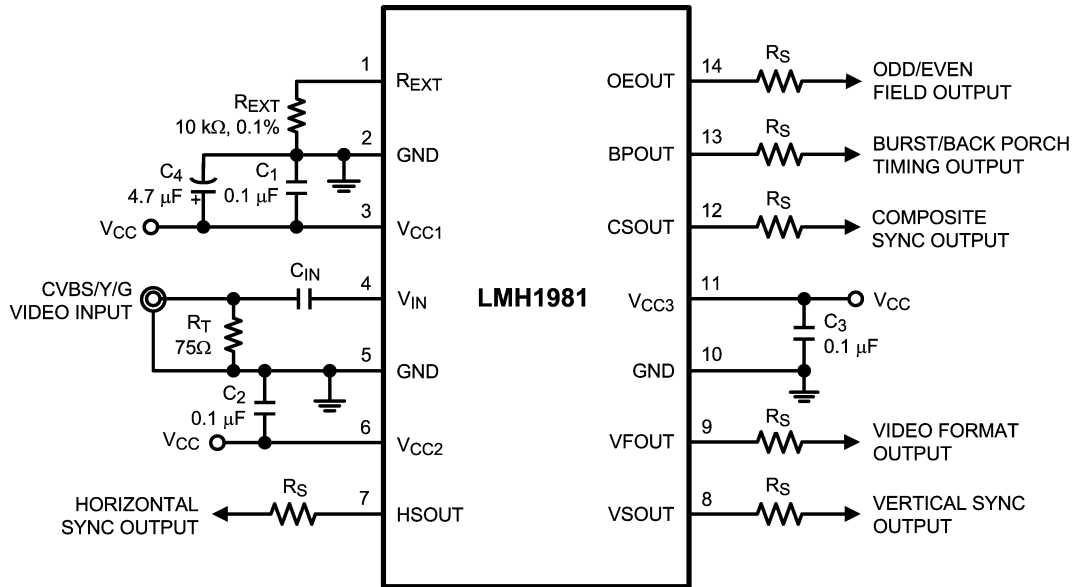 1
R_EXT
R_EXT
10 kΩ, 0.1%
2
GND
C4
4.7 µF
+
C1
0.1 µF
3
VCC
VCC1
CVBS/Y/G
VIDEO INPUT
CIN
4
VIN
RT
75Ω
5
GND
C2
0.1 µF
6
VCC
VCC2
HORIZONTAL
SYNC OUTPUT
RS
7
HSOUT
LMH1981
OEOUT
14
RS
ODD/EVEN
FIELD OUTPUT
BPOUT
13
RS
BURST/BACK PORCH
TIMING OUTPUT
CSOUT
12
RS
COMPOSITE
SYNC OUTPUT
VCC3
11
VCC
C3
0.1 µF
GND
10
VFOUT
9
RS
VIDEO FORMAT
OUTPUT
VSOUT
8
RS
VERTICAL SYNC
OUTPUT